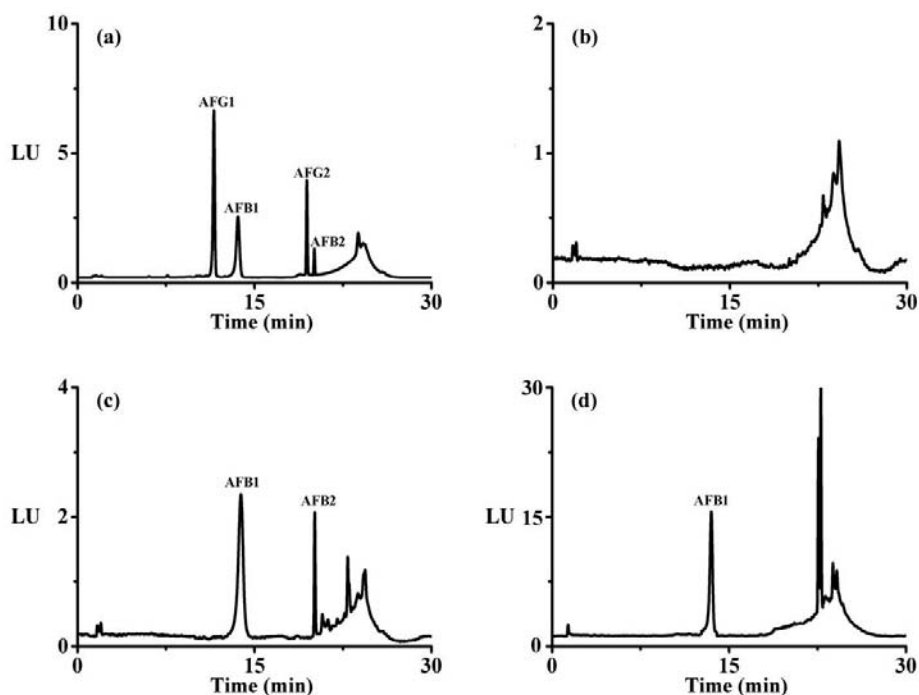 10
(a)
AFG1
LU
5
AFG2
AFB1
AFB2
0
0
15
30
Time (min)
2
(b)
1
0
0
15
30
Time (min)
4
(c)
AFB1
AFB2
LU
2
0
0
15
30
Time (min)
30
(d)
AFB1
LU
15
0
0
15
30
Time (min)